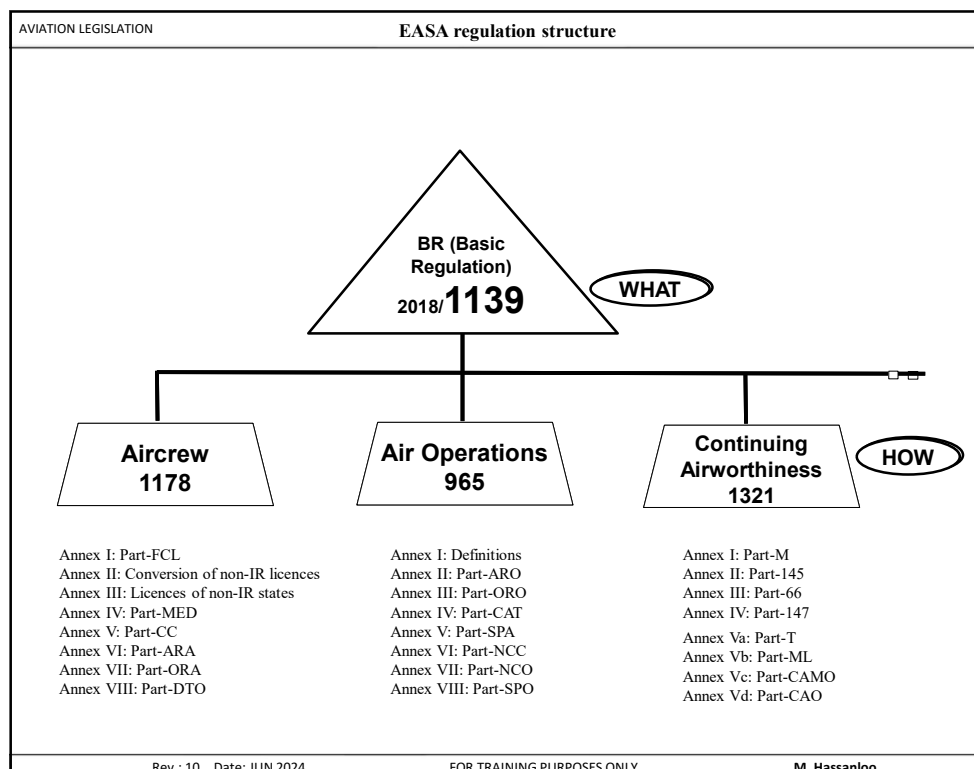 AVIATION LEGISLATION
EASA regulation structure
BR (Basic
Regulation)
2018/1139
WHAT
Aircrew
1178
Air Operations
965
Continuing
Airworthiness
1321
HOW
Annex I: Part-FCL
Annex II: Conversion of non-IR licences
Annex III: Licences of non-IR states
Annex IV: Part-MED
Annex V: Part-CC
Annex VI: Part-ARA
Annex VII: Part-ORA
Annex VIII: Part-DTO
Annex I: Definitions
Annex II: Part-ARO
Annex III: Part-ORO
Annex IV: Part-CAT
Annex V: Part-SPA
Annex VI: Part-NCC
Annex VII: Part-NCO
Annex VIII: Part-SPO
Annex I: Part-M
Annex II: Part-145
Annex III: Part-66
Annex IV: Part-147
Annex Va: Part-T
Annex Vb: Part-ML
Annex Vc: Part-CAMO
Annex Vd: Part-CAO
Rev.: 10 Date: JUN 2024
FOR TRAINING PURPOSES ONLY
M. Hassanloo